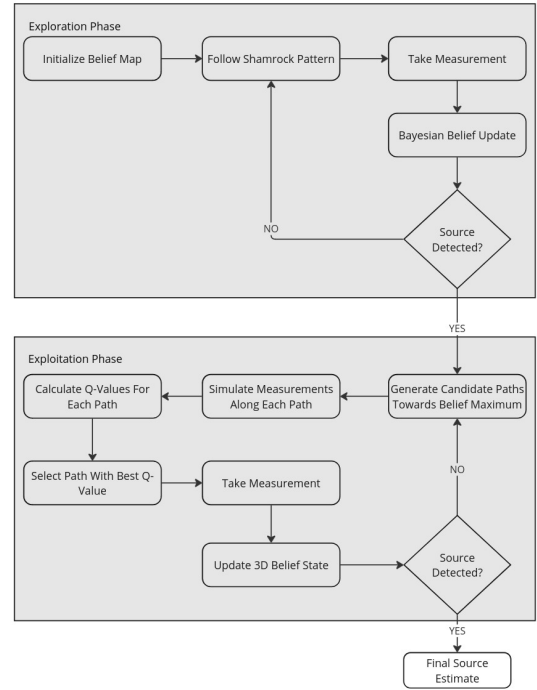 Exploration Phase
Initialize Belief Map
Follow Shamrock Pattern
Take Measurement
Bayesian Belief Update
Source
Detected?
NO
YES
Exploitation Phase
Generate Candidate Paths
Towards Belief Maximum
Simulate Measurements
Along Each Path
Calculate Q-Values For
Each Path
Select Path With Best Q-
Value
Take Measurement
Update 3D Belief State
Source
Detected?
NO
YES
Final Source
Estimate